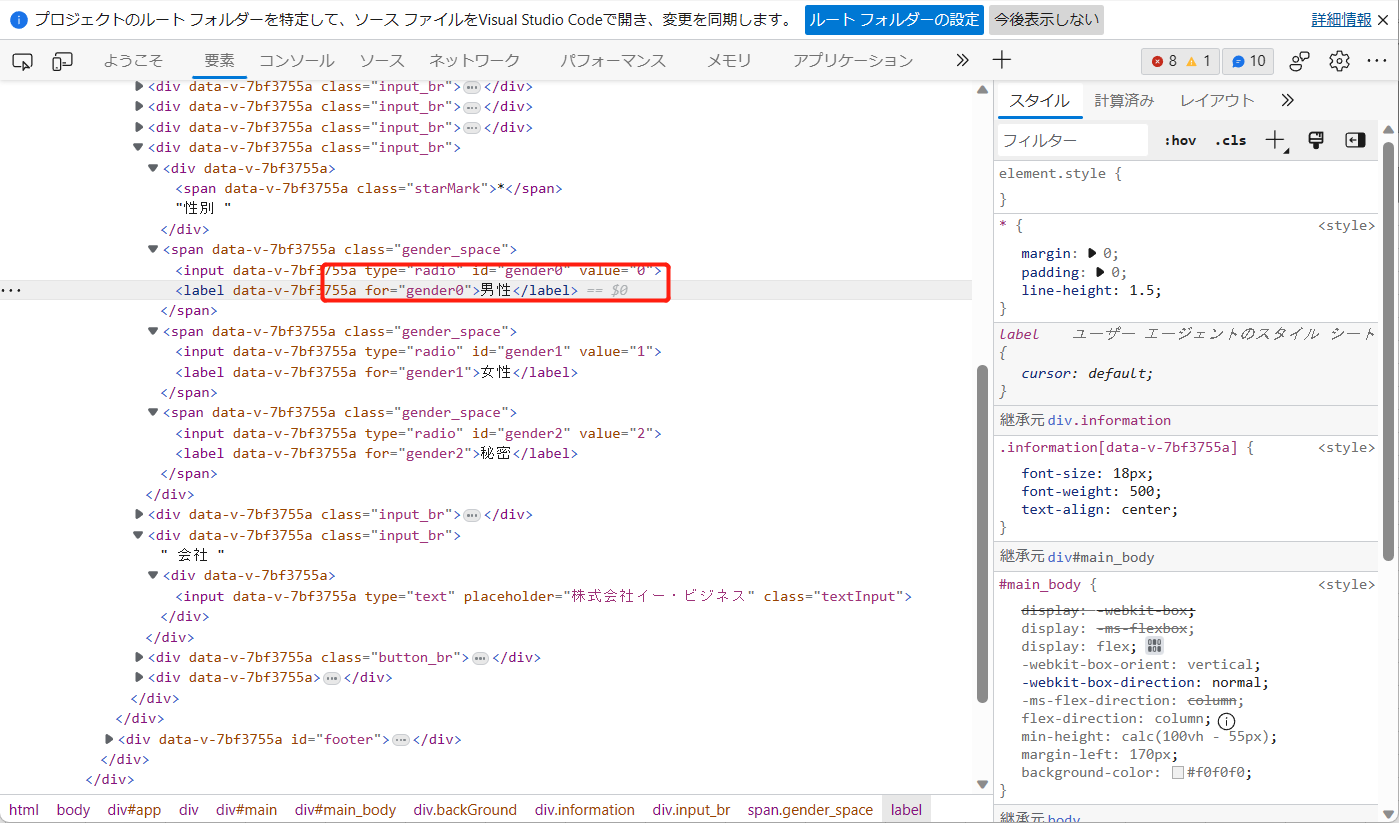 プロジェクトのルート フォルダーを特定して、ソース ファイルをVisual Studio Codeで開き、変更を同期します。 ルート フォルダーの設定 今後表示しない 詳細情報
ようこそ 要素 コンソール ソース ネットワーク パフォーマンス メモリ アプリケーション 8 1 10
<div data-v-7bf3755a class="input_br">…</div>
<div data-v-7bf3755a class="input_br">…</div>
<div data-v-7bf3755a class="input_br">…</div>
<div data-v-7bf3755a class="input_br">
<div data-v-7bf3755a>
<span data-v-7bf3755a class="starMark">*</span>
"性別 "
</div>
<span data-v-7bf3755a class="gender_space">
<input data-v-7bf3755a type="radio" id="gender0" value="0">
<label data-v-7bf3755a for="gender0">男性</label> == $0
</span>
<span data-v-7bf3755a class="gender_space">
<input data-v-7bf3755a type="radio" id="gender1" value="1">
<label data-v-7bf3755a for="gender1">女性</label>
</span>
<span data-v-7bf3755a class="gender_space">
<input data-v-7bf3755a type="radio" id="gender2" value="2">
<label data-v-7bf3755a for="gender2">秘密</label>
</span>
</div>
<div data-v-7bf3755a class="input_br">…</div>
<div data-v-7bf3755a class="input_br">
" 会社 "
<div data-v-7bf3755a>
<input data-v-7bf3755a type="text" placeholder="株式会社イー・ビジネス" class="textInput">
</div>
</div>
<div data-v-7bf3755a class="button_br">…</div>
<div data-v-7bf3755a>…</div>
</div>
</div>
<div data-v-7bf3755a id="footer">…</div>
</div>
</div>
html body div#app div div#main div#main_body div.backGround div.information div.input_br span.gender_space label
スタイル 計算済み レイアウト
フィルター :hov .cls
element.style {
}
* { <style>
margin: 0;
padding: 0;
line-height: 1.5;
}
label ユーザー エージェントのスタイル シート
{
cursor: default;
}
継承元 div.information
.information[data-v-7bf3755a] { <style>
font-size: 18px;
font-weight: 500;
text-align: center;
}
継承元 div#main_body
#main_body { <style>
display: -webkit-box;
display: -ms-flexbox;
display: flex;
-webkit-box-orient: vertical;
-webkit-box-direction: normal;
-ms-flex-direction: column;
flex-direction: column;
min-height: calc(100vh - 55px);
margin-left: 170px;
background-color: #f0f0f0;
}
継承元 body